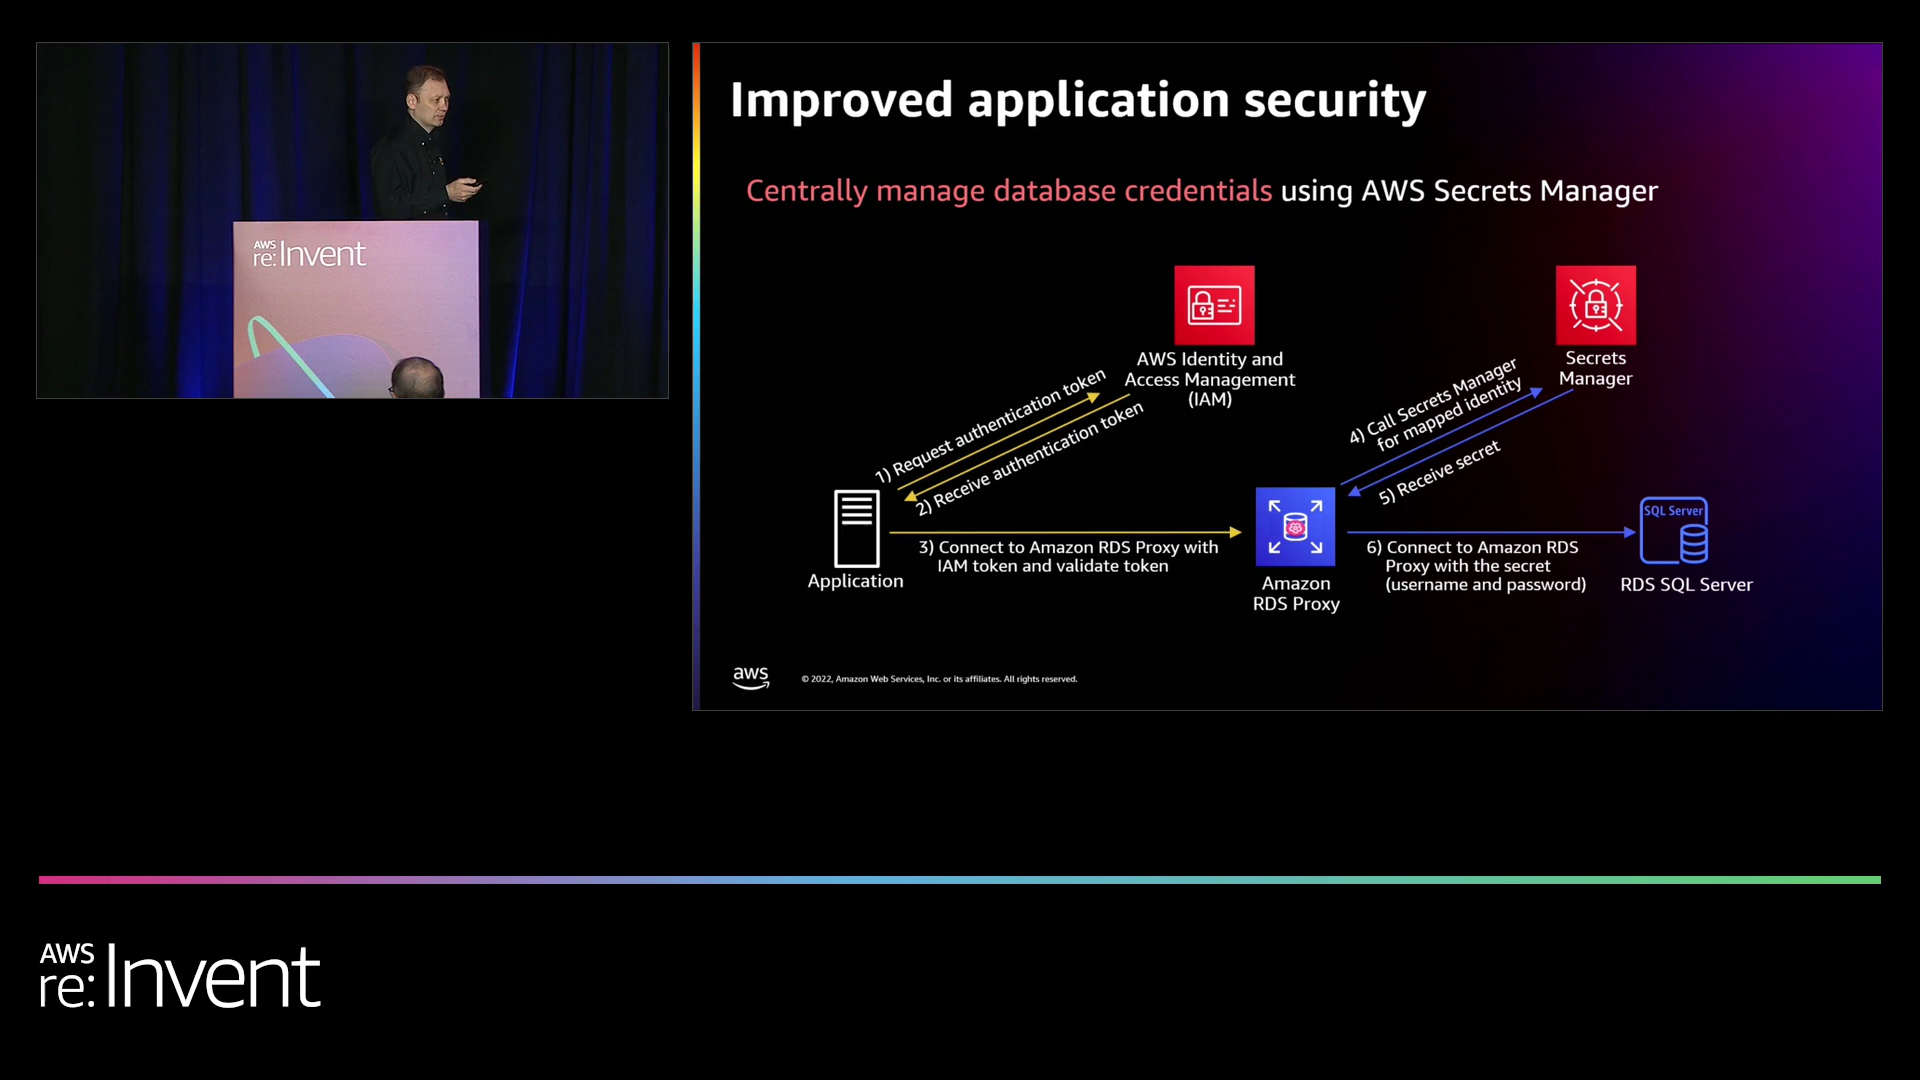 AWS
re:Invent
Improved application security
Centrally manage database credentials using AWS Secrets Manager
AWS Identity and
Access Management
(IAM)
Secrets
Manager
1) Request authentication token
2) Receive authentication token
4) Call Secrets Manager
for mapped identity
5) Receive secret
Application
3) Connect to Amazon RDS Proxy with
IAM token and validate token
Amazon
RDS Proxy
6) Connect to Amazon RDS
Proxy with the secret
(username and password)
SQL Server
RDS SQL Server
aws
© 2022, Amazon Web Services, Inc. or its affiliates. All rights reserved.
AWS
re:Invent